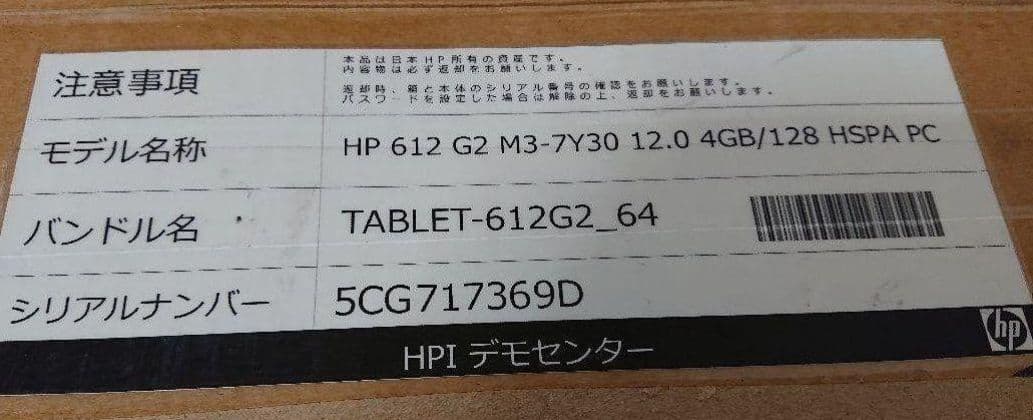 注意事項
本品は日本HP所有の資産です。
内容物は必ず返却をお願いします。
返却時、箱と本体のシリアル番号の確認をお願いします。
パスワードを設定した場合は解除の上、返却をお願いします。
モデル名称 HP 612 G2 M3-7Y30 12.0 4GB/128 HSPA PC
バンドル名 TABLET-612G2_64
シリアルナンバー 5CG717369D
HPI デモセンター
hp